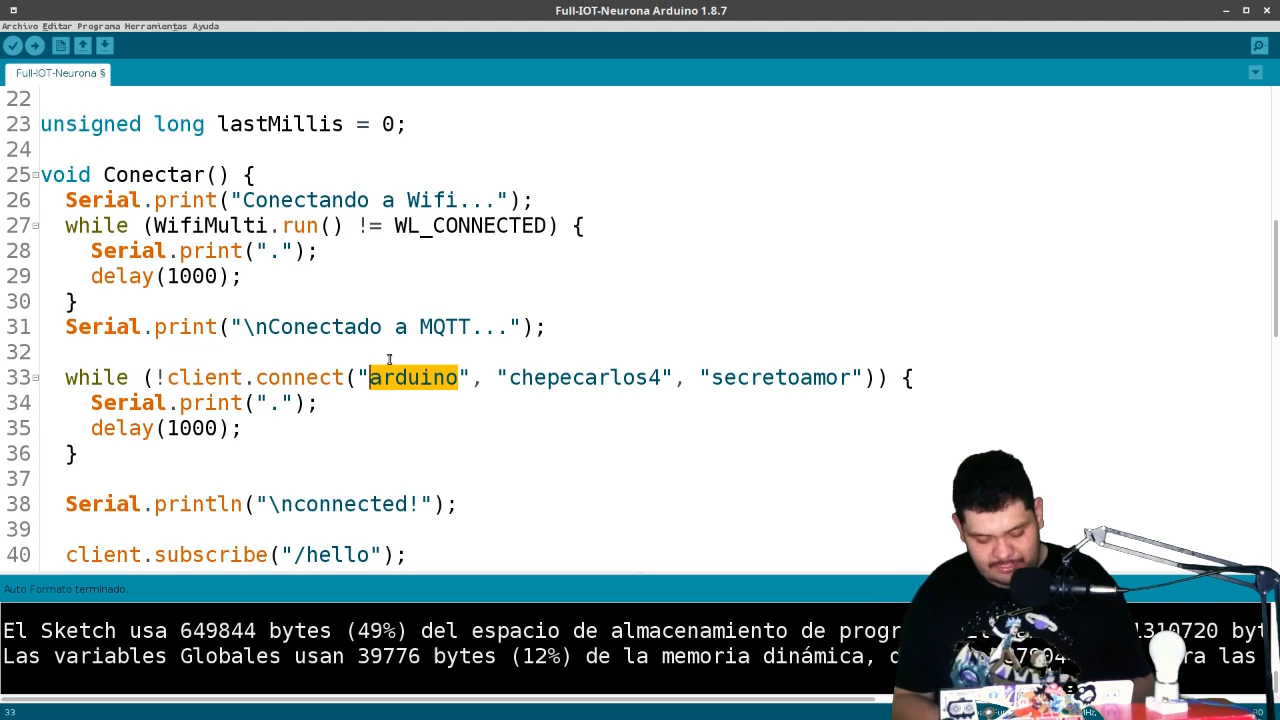 Full-IOT-Neurona Arduino 1.8.7
Archivo Editar Programa Herramientas Ayuda
Full-IOT-Neurona §
22
23 unsigned long lastMillis = 0;
24
25 void Conectar() {
26 Serial.print("Conectando a Wifi...");
27 while (WifiMulti.run() != WL_CONNECTED) {
28 Serial.print(".");
29 delay(1000);
30 }
31 Serial.print("\nConectado a MQTT...");
32
33 while (!client.connect("arduino", "chepecarlos4", "secretoamor")) {
34 Serial.print(".");
35 delay(1000);
36 }
37
38 Serial.println("\nconnected!");
39
40 client.subscribe("/hello");
Auto Formato terminado.
El Sketch usa 649844 bytes (49%) del espacio de almacenamiento de 1310720
Las variables Globales usan 39776 bytes (12%) de la memoria dinámica, las
33